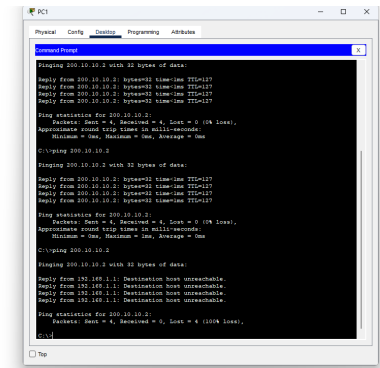 PC1
Physical Config Desktop Programming Attributes
Command Prompt X
Pinging 200.10.10.2 with 32 bytes of data:
Reply from 200.10.10.2: bytes=32 time<1ms TTL=127
Reply from 200.10.10.2: bytes=32 time<1ms TTL=127
Reply from 200.10.10.2: bytes=32 time<1ms TTL=127
Reply from 200.10.10.2: bytes=32 time<1ms TTL=127
Ping statistics for 200.10.10.2:
Packets: Sent = 4, Received = 4, Lost = 0 (0% loss),
Approximate round trip times in milli-seconds:
Minimum = 0ms, Maximum = 0ms, Average = 0ms
C:\>ping 200.10.10.2
Pinging 200.10.10.2 with 32 bytes of data:
Reply from 200.10.10.2: bytes=32 time<1ms TTL=127
Reply from 200.10.10.2: bytes=32 time<1ms TTL=127
Reply from 200.10.10.2: bytes=32 time<1ms TTL=127
Reply from 200.10.10.2: bytes=32 time<1ms TTL=127
Ping statistics for 200.10.10.2:
Packets: Sent = 4, Received = 4, Lost = 0 (0% loss),
Approximate round trip times in milli-seconds:
Minimum = 0ms, Maximum = 1ms, Average = 0ms
C:\>ping 200.10.10.2
Pinging 200.10.10.2 with 32 bytes of data:
Reply from 192.168.1.1: Destination host unreachable.
Reply from 192.168.1.1: Destination host unreachable.
Reply from 192.168.1.1: Destination host unreachable.
Reply from 192.168.1.1: Destination host unreachable.
Ping statistics for 200.10.10.2:
Packets: Sent = 4, Received = 0, Lost = 4 (100% loss),
C:\>
Top